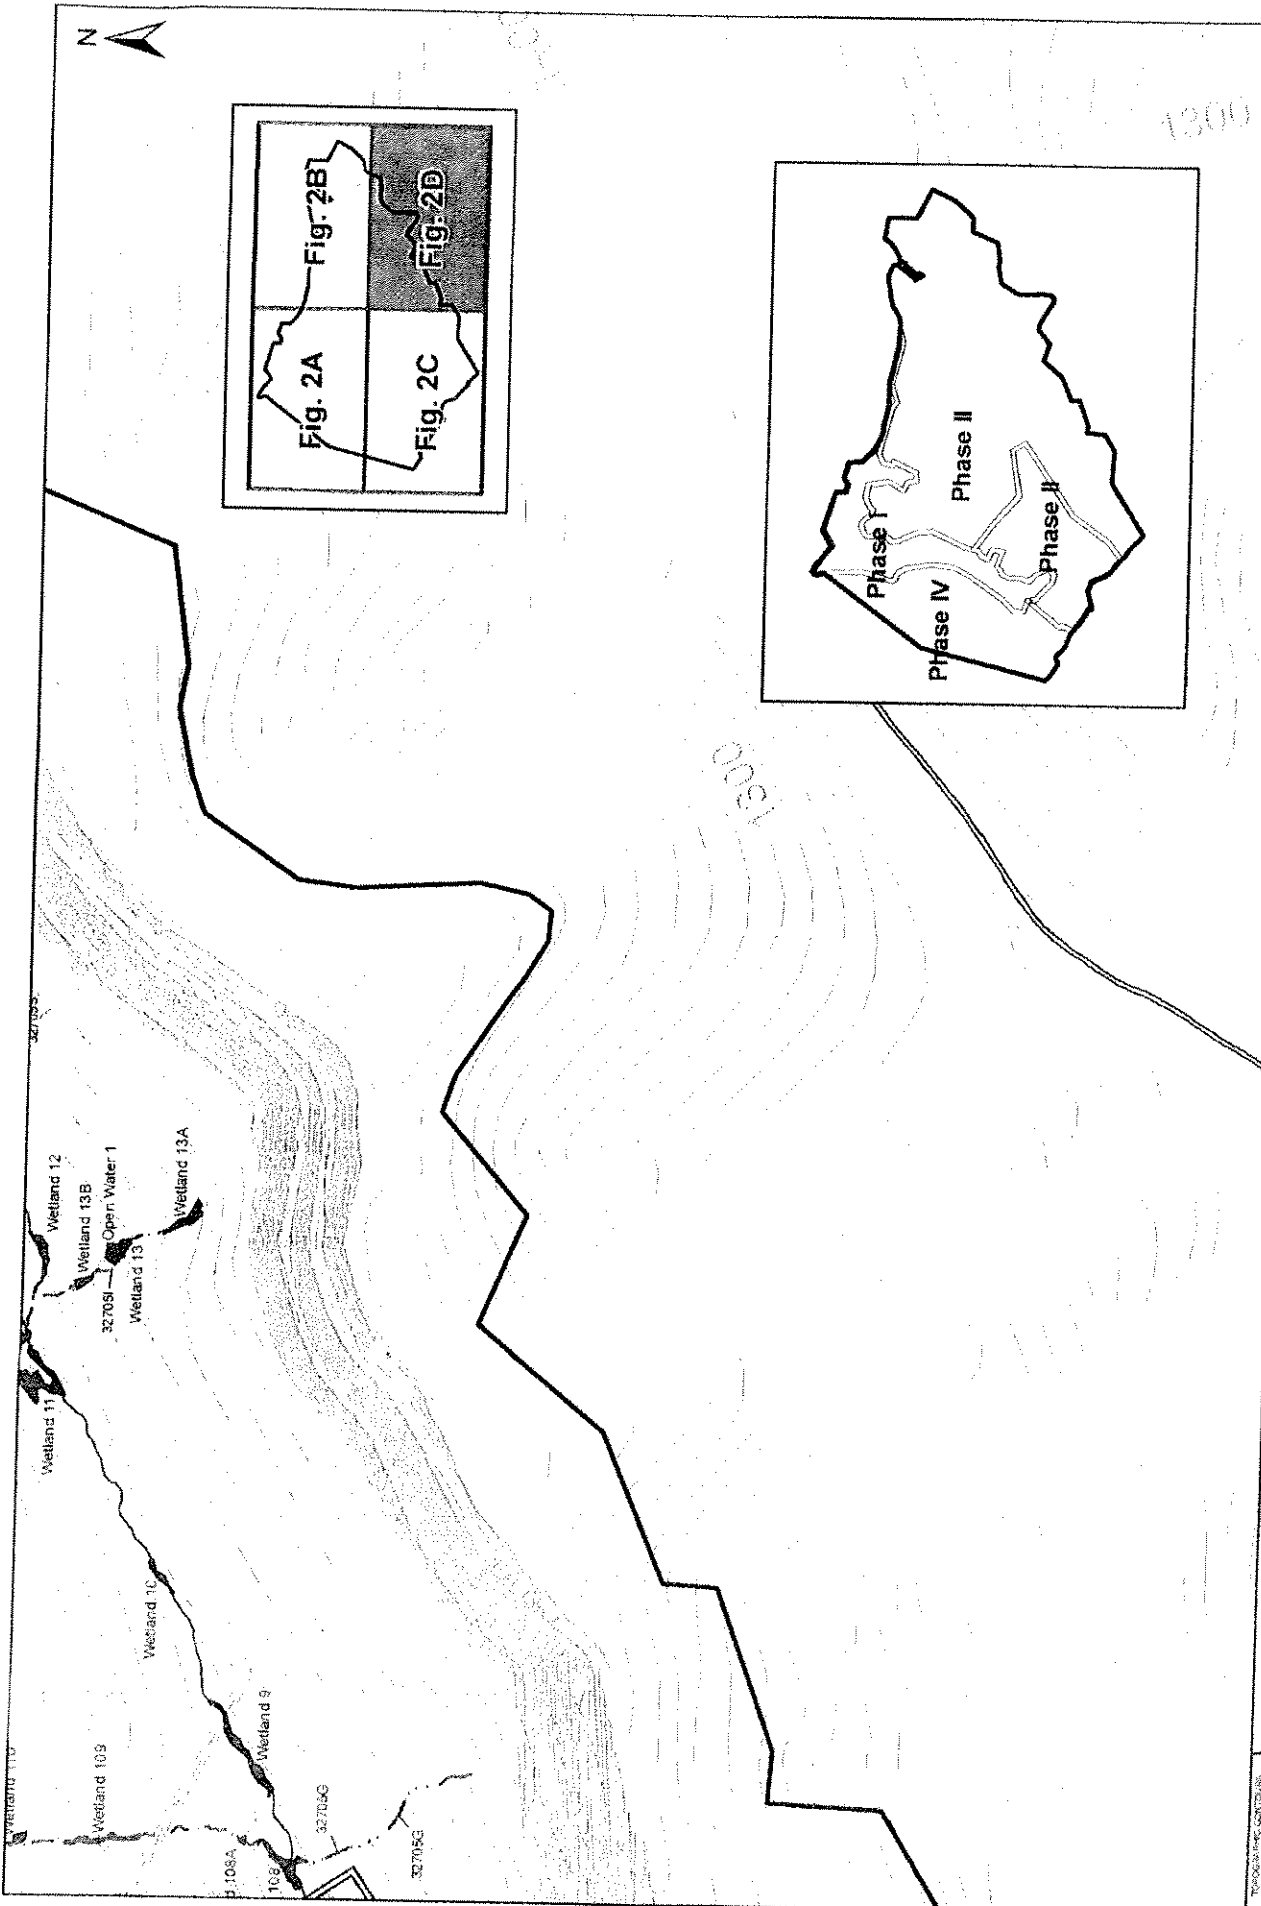 N
1300
Fig. 2A
Fig. 2B
Fig. 2C
Fig. 2D
Phase I
Phase II
Phase II
Phase IV
1500
Wetland 12
Wetland 13B
Open Water 1
Wetland 13A
32705I
Wetland 13
Wetland 11
Wetland 10
Wetland 9
Wetland 109
32705G
32705G
d 108A
108